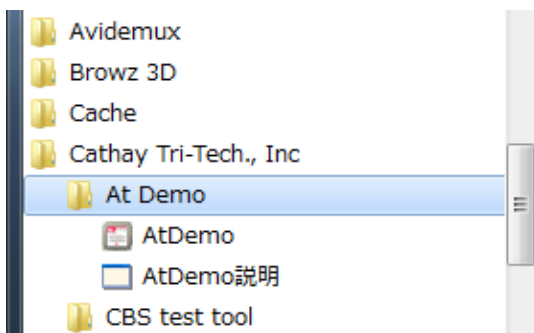 Avidemux
Browz 3D
Cache
Cathay Tri-Tech., Inc
At Demo
AtDemo
AtDemo説明
CBS test tool